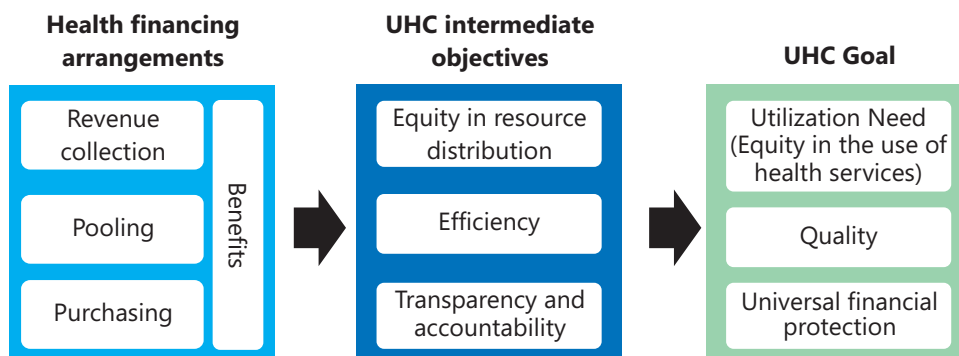 Health financing
arrangements
Revenue
collection
Pooling
Purchasing
Benefits
UHC intermediate
objectives
Equity in resource
distribution
Efficiency
Transparency and
accountability
UHC Goal
Utilization Need
(Equity in the use of
health services)
Quality
Universal financial
protection